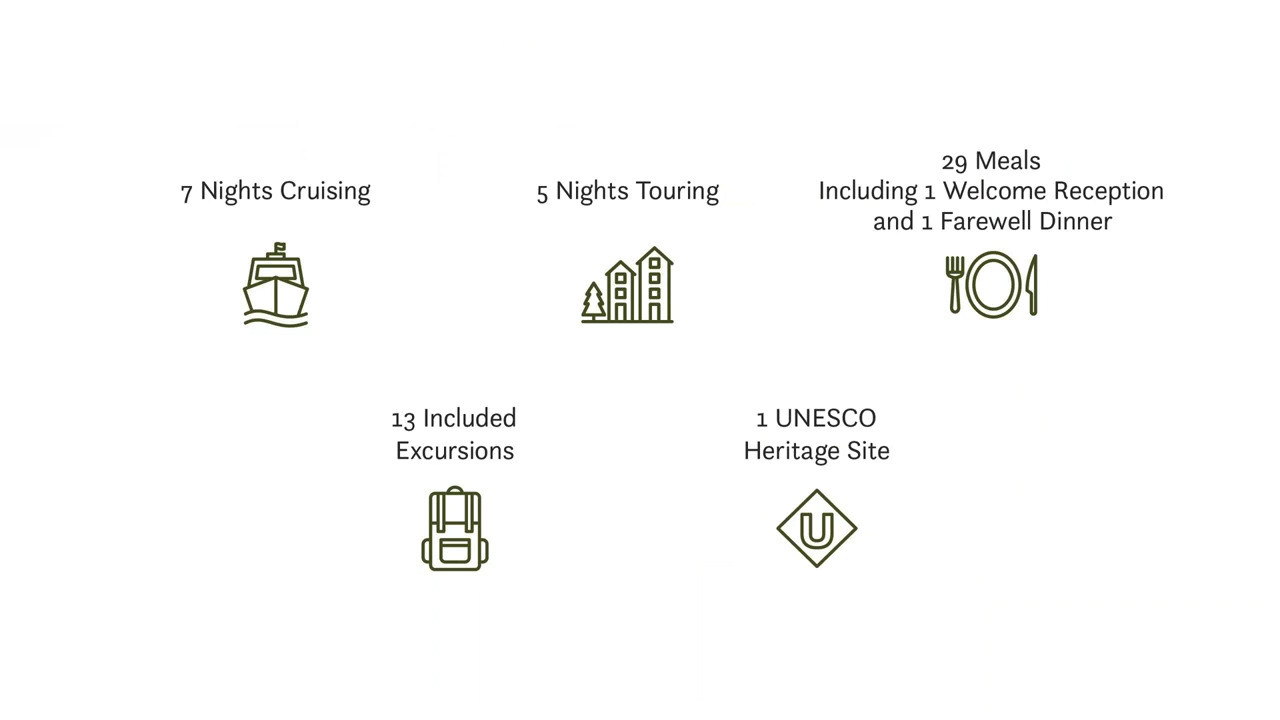 7 Nights Cruising
5 Nights Touring
29 Meals
Including 1 Welcome Reception
and 1 Farewell Dinner
13 Included
Excursions
1 UNESCO
Heritage Site
U